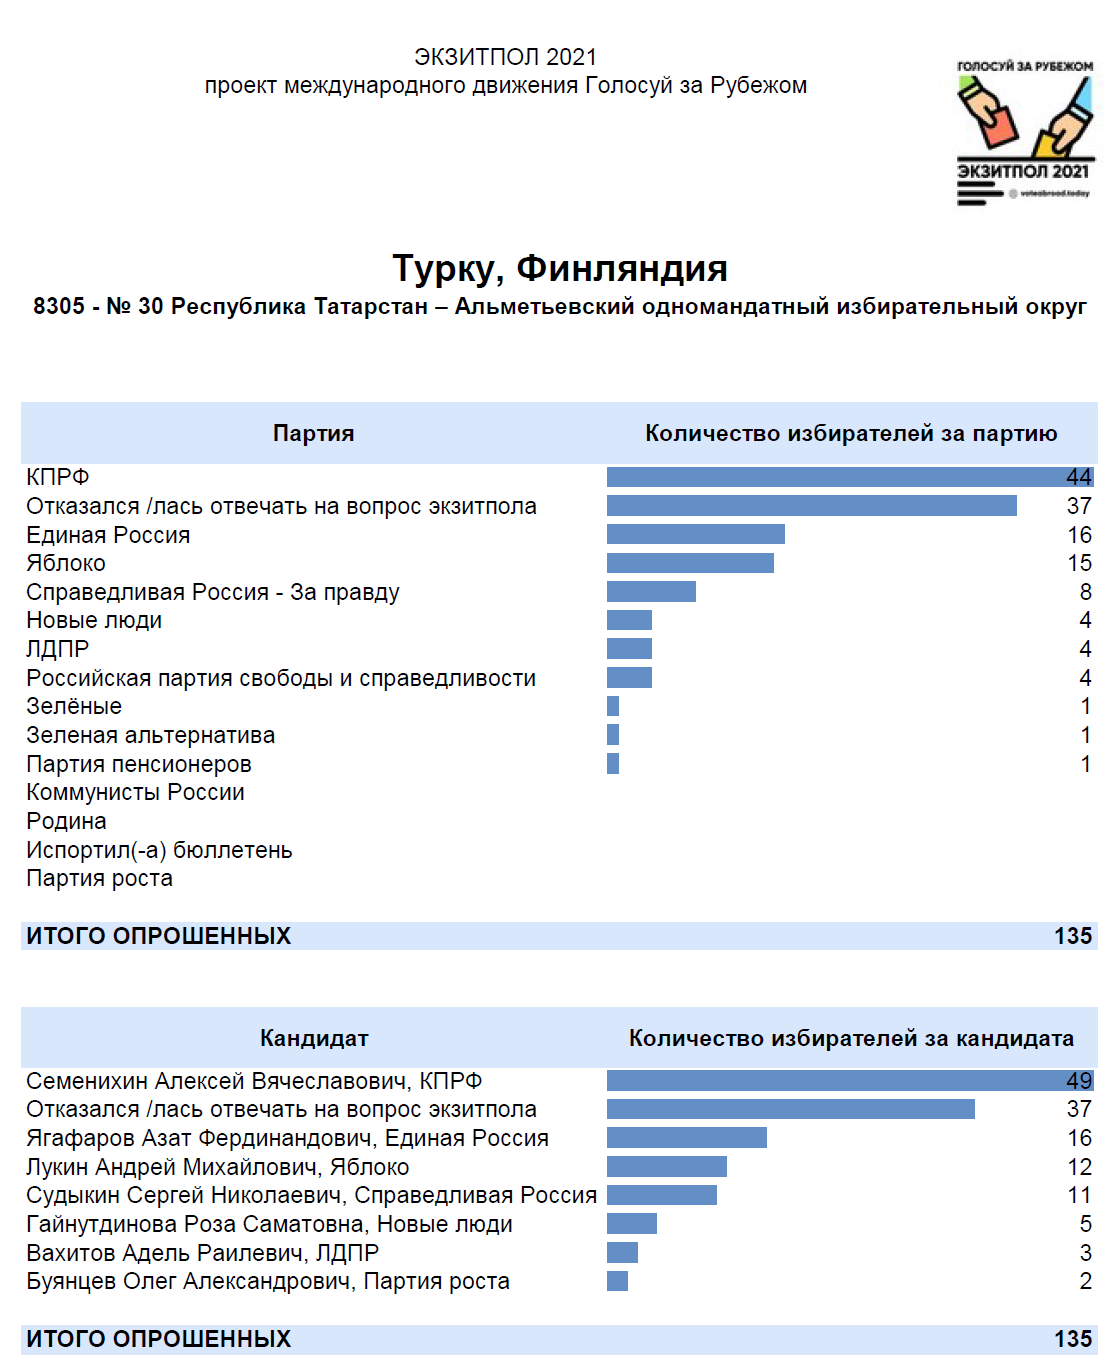 ЭКЗИТПОЛ 2021
проект международного движения Голосуй за Рубежом
ГОЛОСУЙ ЗА РУБЕЖОМ
ЭКЗИТПОЛ 2021
voteabroad.today
Турку, Финляндия
8305 - № 30 Республика Татарстан – Альметьевский одномандатный избирательный округ
Партия Количество избирателей за партию
КПРФ 44
Отказался /лась отвечать на вопрос экзитпола 37
Единая Россия 16
Яблоко 15
Справедливая Россия - За правду 8
Новые люди 4
ЛДПР 4
Российская партия свободы и справедливости 4
Зелёные 1
Зеленая альтернатива 1
Партия пенсионеров 1
Коммунисты России
Родина
Испортил(-а) бюллетень
Партия роста
ИТОГО ОПРОШЕННЫХ 135
Кандидат Количество избирателей за кандидата
Семенихин Алексей Вячеславович, КПРФ 49
Отказался /лась отвечать на вопрос экзитпола 37
Ягафаров Азат Фердинандович, Единая Россия 16
Лукин Андрей Михайлович, Яблоко 12
Судыкин Сергей Николаевич, Справедливая Россия 11
Гайнутдинова Роза Саматовна, Новые люди 5
Вахитов Адель Раилевич, ЛДПР 3
Буянцев Олег Александрович, Партия роста 2
ИТОГО ОПРОШЕННЫХ 135